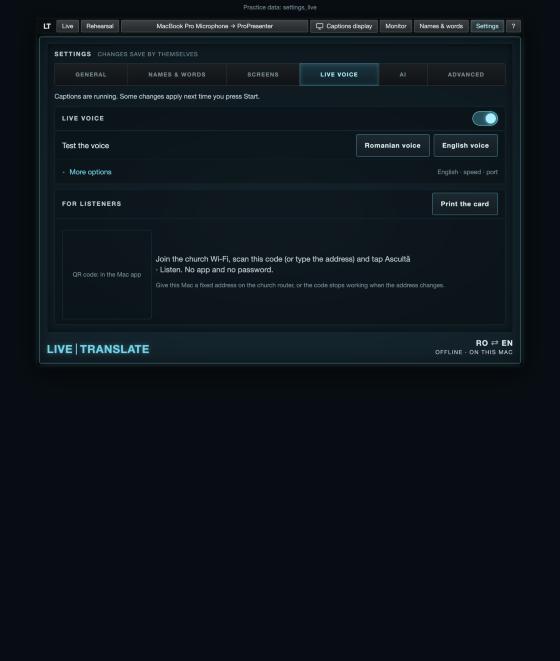 Practice data: settings_live
LT Live Rehearsal MacBook Pro Microphone → ProPresenter Captions display Monitor Names & words Settings ?
SETTINGS · CHANGES SAVE BY THEMSELVES
GENERAL NAMES & WORDS SCREENS LIVE VOICE AI ADVANCED
Captions are running. Some changes apply next time you press Start.
LIVE VOICE
Test the voice Romanian voice English voice
More options English · speed · port
FOR LISTENERS Print the card
QR code: in the Mac app
Join the church Wi-Fi, scan this code (or type the address) and tap Ascultă
· Listen. No app and no password.
Give this Mac a fixed address on the church router, or the code stops working when the address changes.
LIVE | TRANSLATE
RO ⇄ EN
OFFLINE · ON THIS MAC